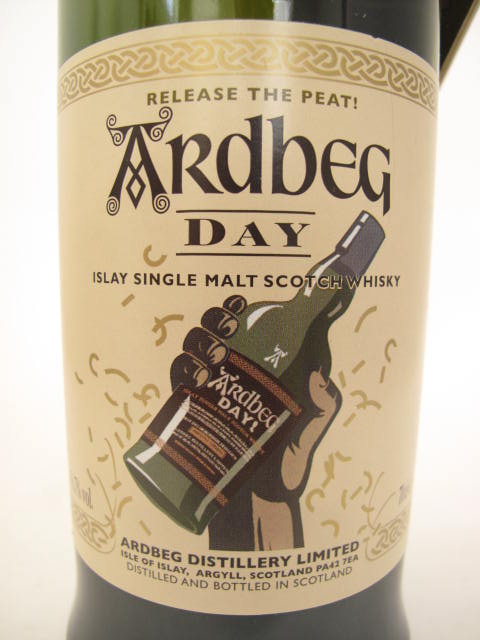 RELEASE THE PEAT!
ARDBEG
DAY
ISLAY SINGLE MALT SCOTCH WHISKY
A
ARDBEG
DAY!
% vol
ARDBEG DISTILLERY LIMITED
ISLE OF ISLAY, ARGYLL, SCOTLAND PA42 7EA
DISTILLED AND BOTTLED IN SCOTLAND